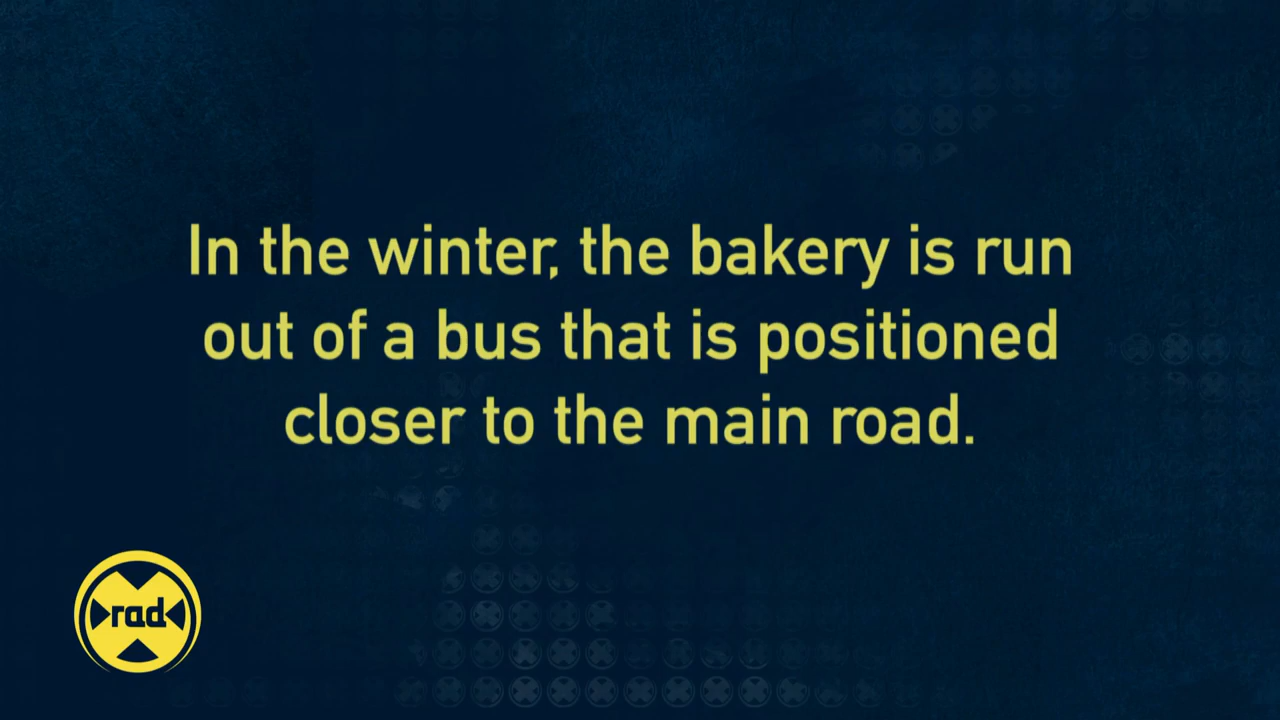 In the winter, the bakery is run
out of a bus that is positioned
closer to the main road.
rad